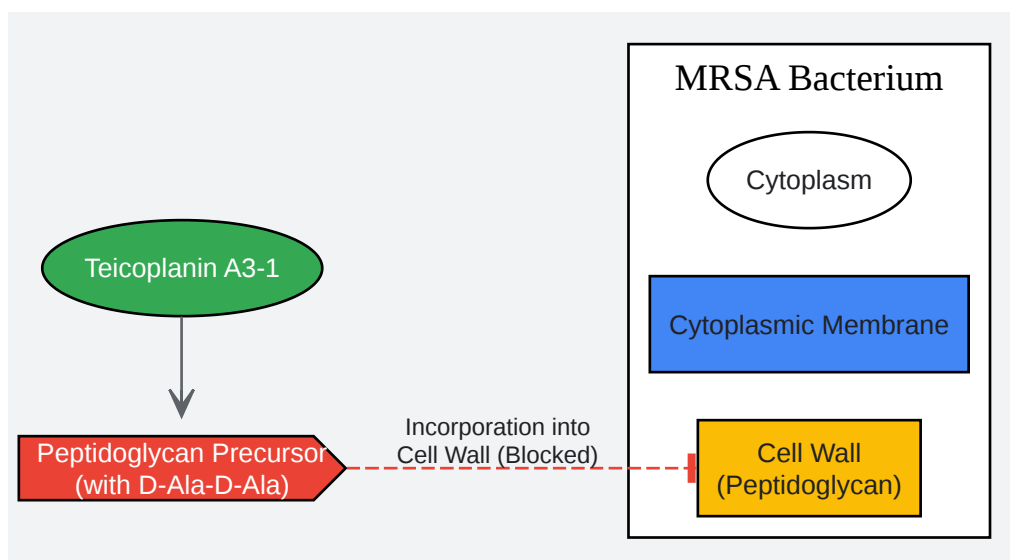 MRSA Bacterium
Cytoplasm
Teicoplanin A3-1
Cytoplasmic Membrane
Peptidoglycan Precursor
(with D-Ala-D-Ala)
Incorporation into
Cell Wall (Blocked)
Cell Wall
(Peptidoglycan)